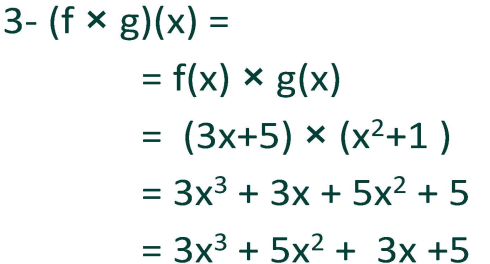 3- (f × g)(x) =
= f(x) × g(x)
= (3x+5) × (x²+1 )
= 3x³ + 3x + 5x² + 5
= 3x³ + 5x² + 3x +5